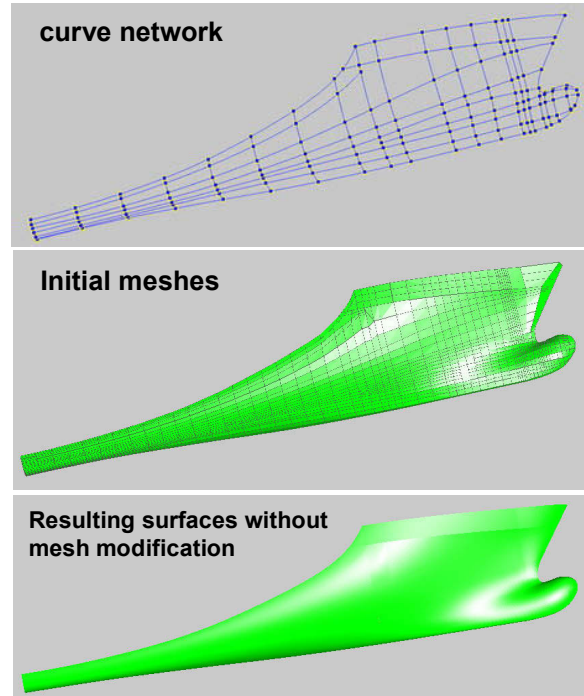 curve network
Initial meshes
Resulting surfaces without
mesh modification